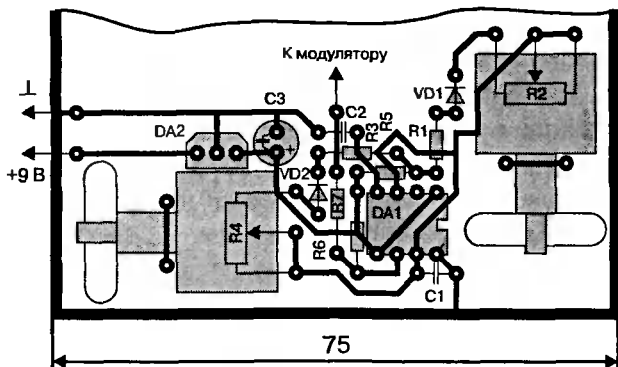 К модулятору
⊥
+9 В
DA2
C3
+
C2
R3
R5
R1
VD1
R2
VD2
R7
R4
R6
DA1
C1
75